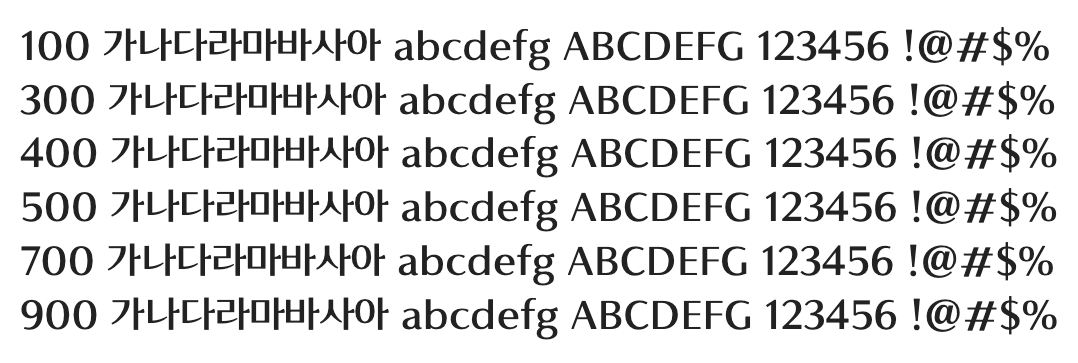 100 가나다라마바사아 abcdefg ABCDEFG 123456 !@#$%
300 가나다라마바사아 abcdefg ABCDEFG 123456 !@#$%
400 가나다라마바사아 abcdefg ABCDEFG 123456 !@#$%
500 가나다라마바사아 abcdefg ABCDEFG 123456 !@#$%
700 가나다라마바사아 abcdefg ABCDEFG 123456 !@#$%
900 가나다라마바사아 abcdefg ABCDEFG 123456 !@#$%